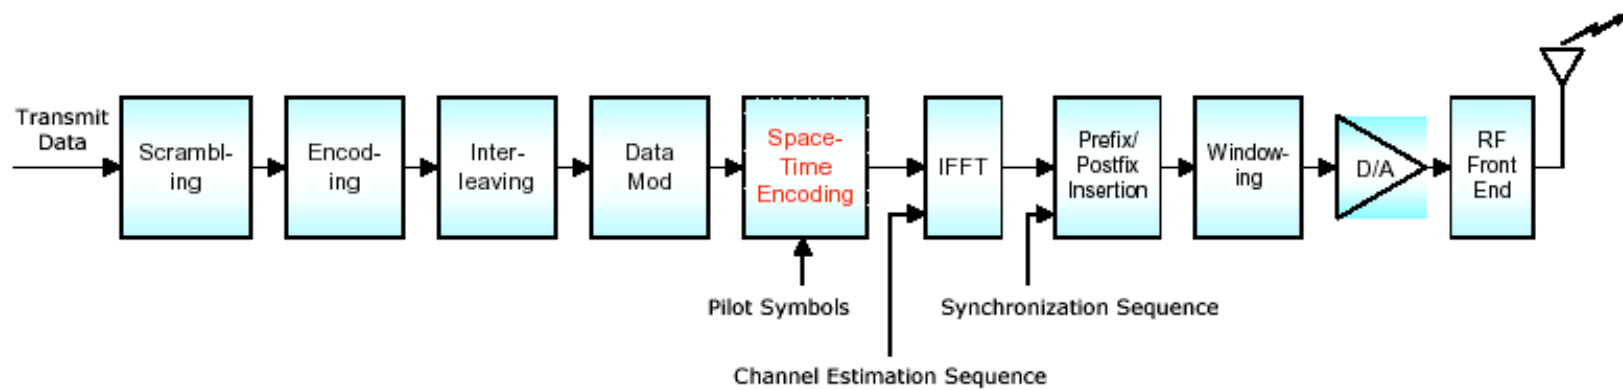 Transmit
Data
Scrambl-
ing
Encod-
ing
Inter-
leaving
Data
Mod
Space-
Time
Encoding
IFFT
Prefix/
Postfix
Insertion
Window-
ing
D/A
RF
Front
End
Pilot Symbols
Synchronization Sequence
Channel Estimation Sequence